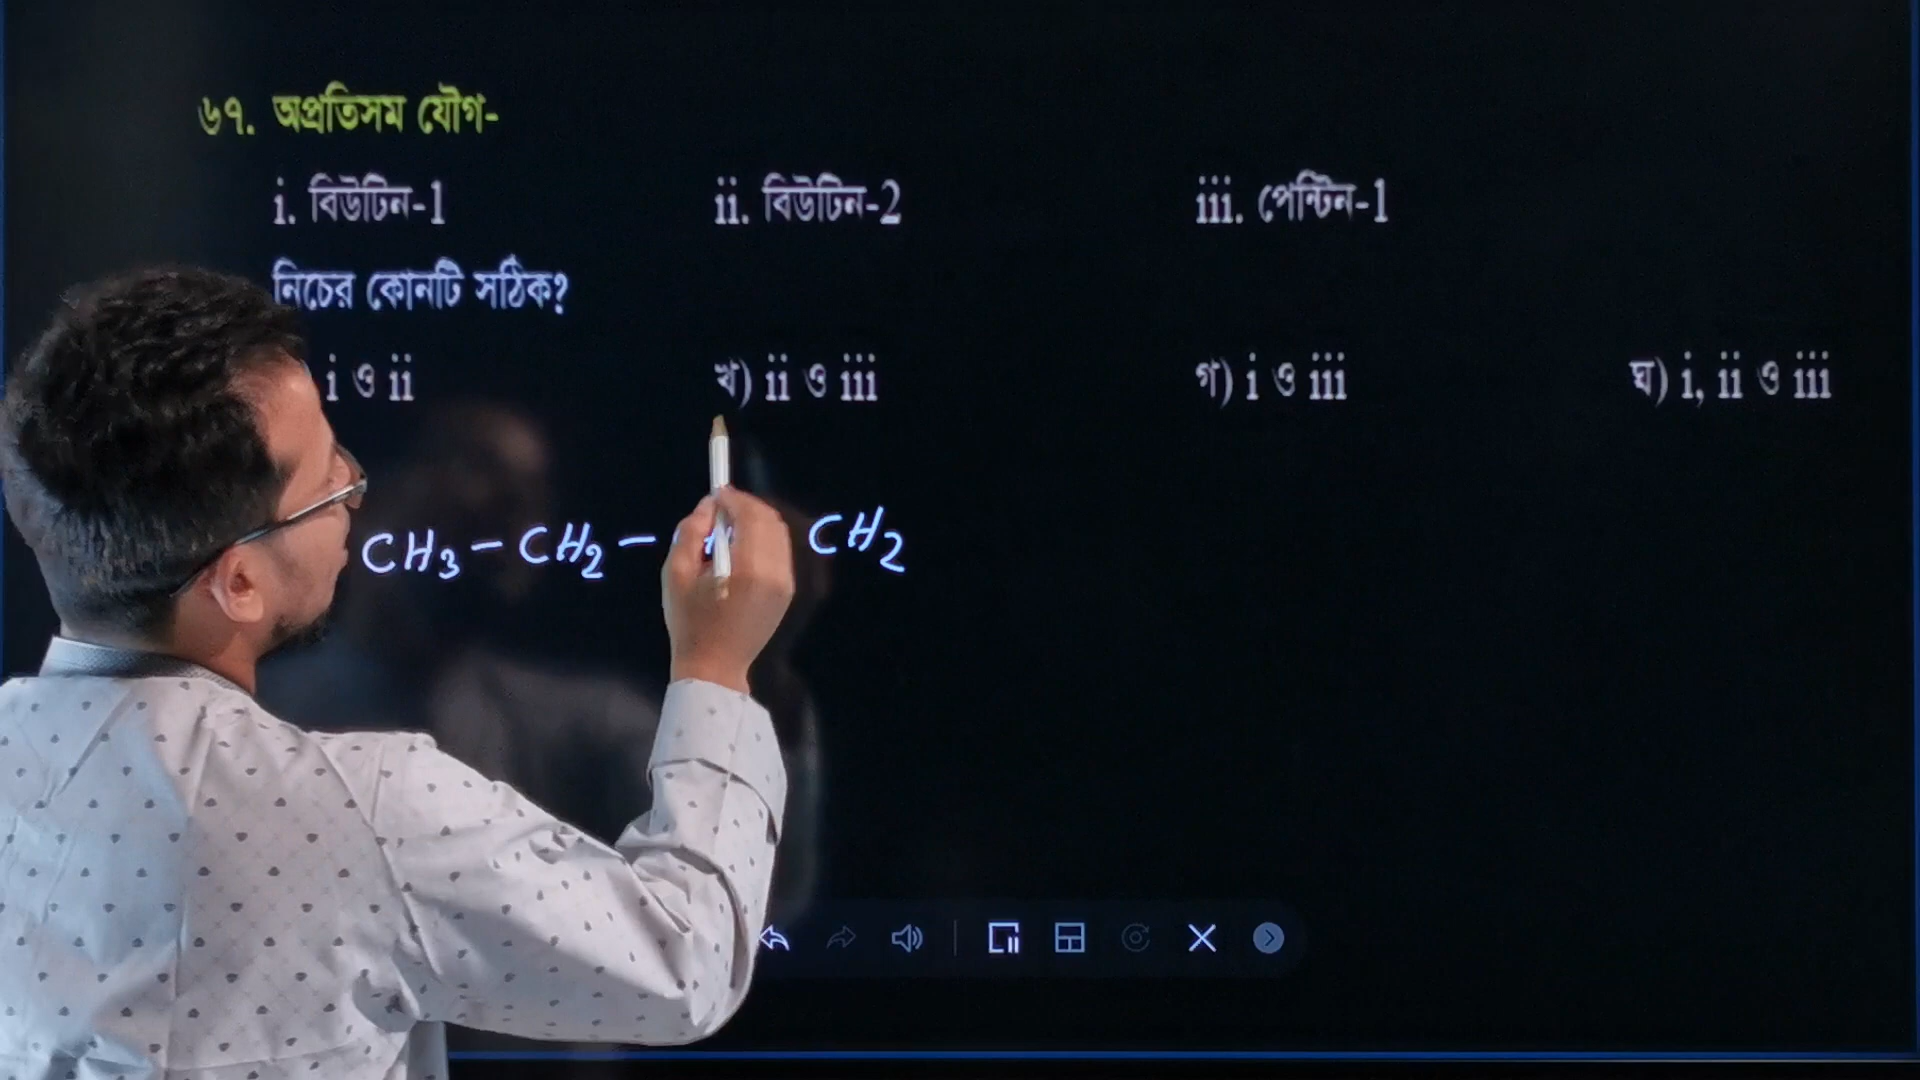 ৬৭. অপ্রতিসম যৌগ-
i. বিউটিন-1 ii. বিউটিন-2 iii. পেন্টিন-1
নিচের কোনটি সঠিক?
i ও ii খ) ii ও iii গ) i ও iii ঘ) i, ii ও iii
CH3 - CH2 - CH2